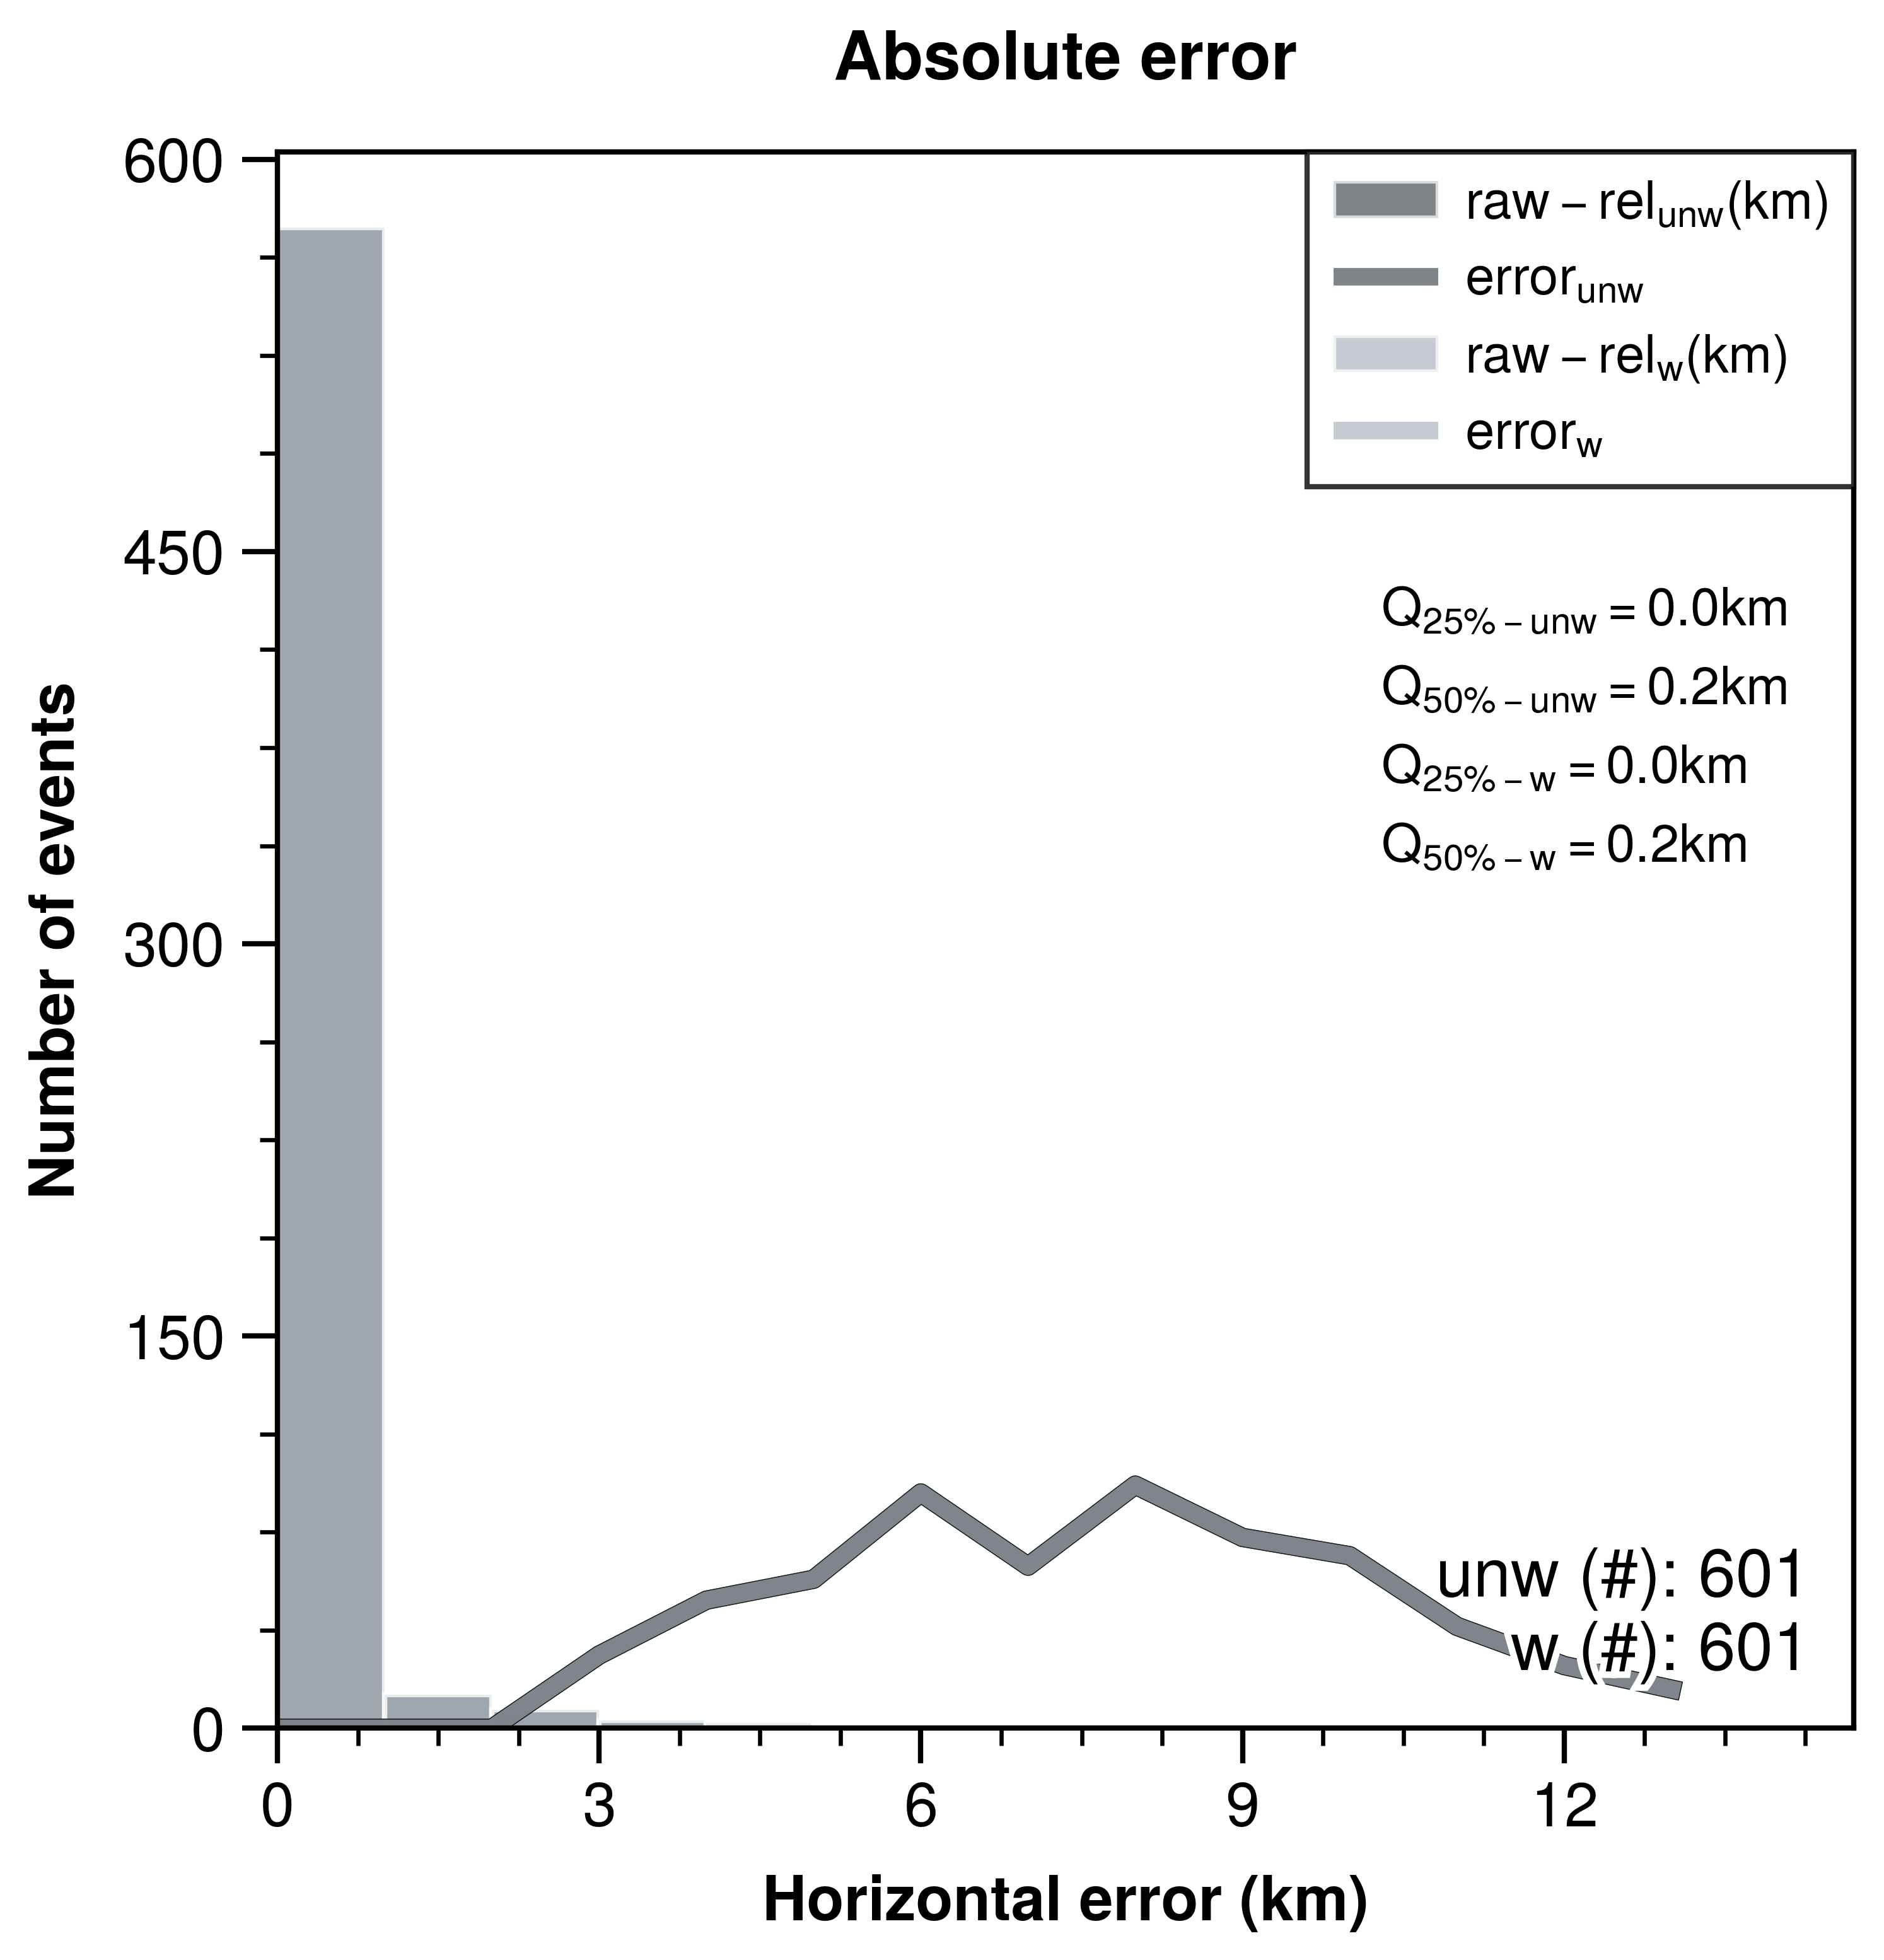 Absolute error
600
450
300
150
0
Number of events
raw – rel_unw(km)
error_unw
raw – rel_w(km)
error_w
Q_25% – unw = 0.0km
Q_50% – unw = 0.2km
Q_25% – w = 0.0km
Q_50% – w = 0.2km
unw (#): 601
w (#): 601
0 3 6 9 12
Horizontal error (km)